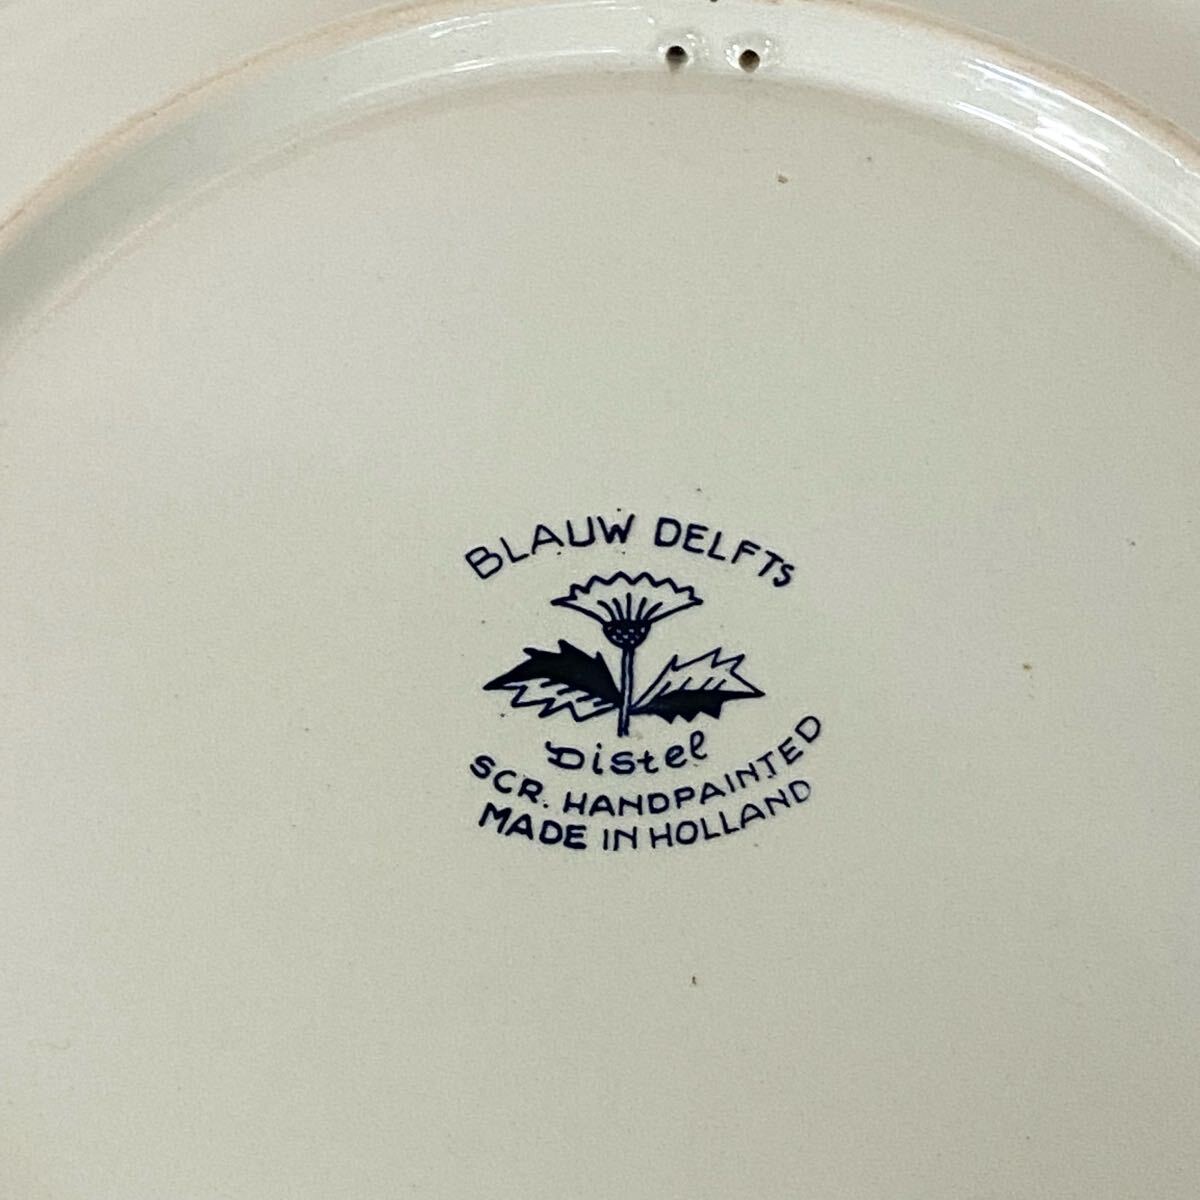 BLAUW DELFTS
Distel
SCR. HANDPAINTED
MADE IN HOLLAND